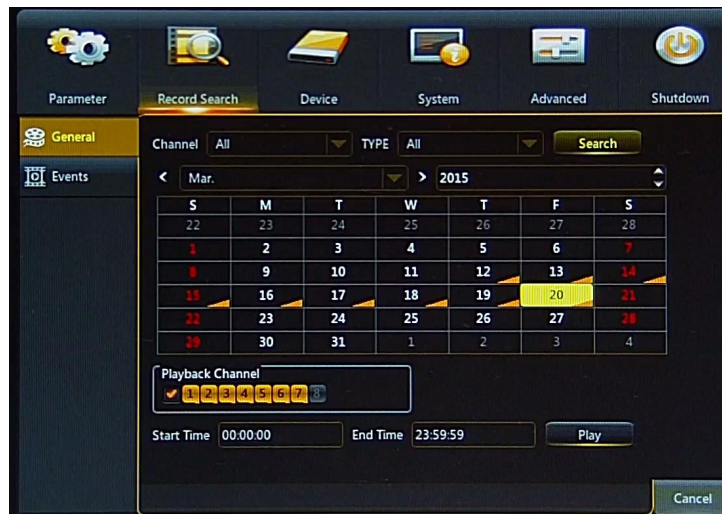 Parameter Record Search Device System Advanced Shutdown
General
Events
Channel All TYPE All Search
< Mar. > 2015
S M T W T F S
22 23 24 25 26 27 28
1 2 3 4 5 6 7
8 9 10 11 12 13 14
15 16 17 18 19 20 21
22 23 24 25 26 27 28
29 30 31 1 2 3 4
Playback Channel
1 2 3 4 5 6 7 8
Start Time 00:00:00 End Time 23:59:59 Play
Cancel